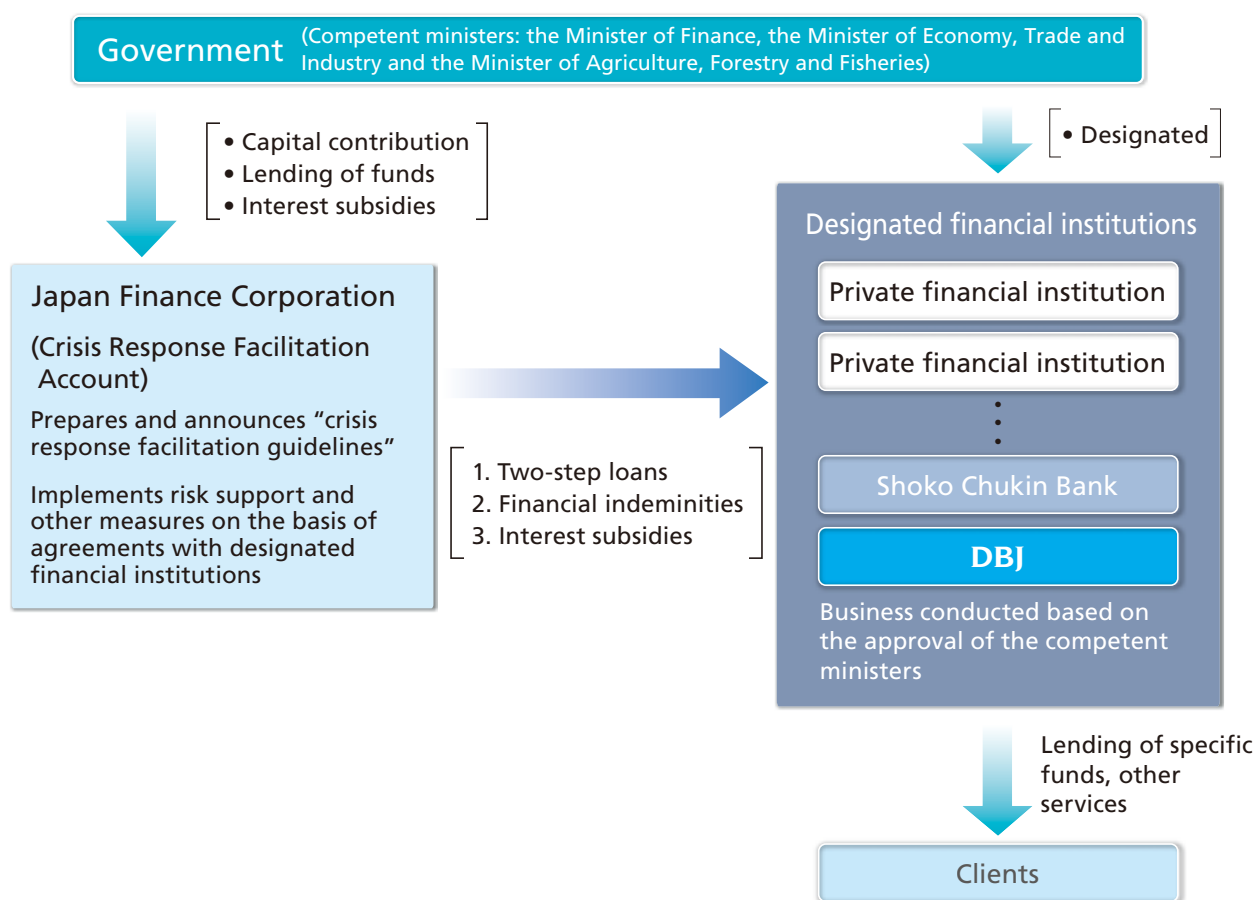 Government
(Competent ministers: the Minister of Finance, the Minister of Economy, Trade and
Industry and the Minister of Agriculture, Forestry and Fisheries)
• Capital contribution
• Lending of funds
• Interest subsidies
• Designated
Japan Finance Corporation
(Crisis Response Facilitation
Account)
Prepares and announces “crisis
response facilitation guidelines”
Implements risk support and
other measures on the basis of
agreements with designated
financial institutions
1. Two-step loans
2. Financial indeminities
3. Interest subsidies
Designated financial institutions
Private financial institution
Private financial institution
Shoko Chukin Bank
DBJ
Business conducted based on
the approval of the competent
ministers
Lending of specific
funds, other
services
Clients